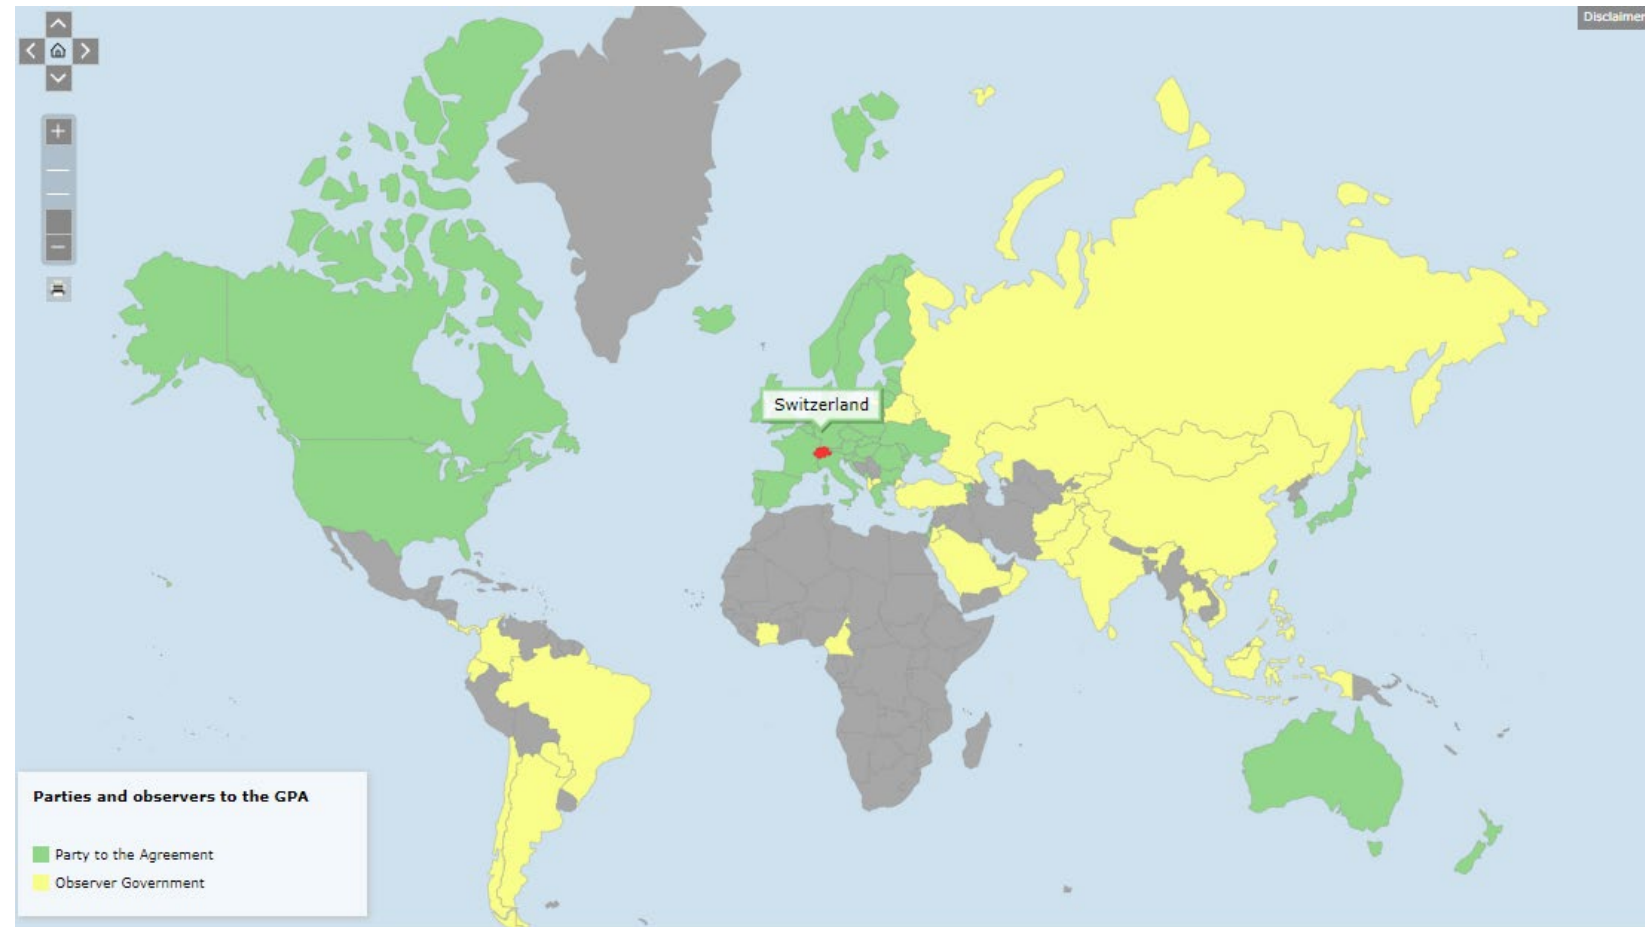 Disclaimer
Switzerland
Parties and observers to the GPA
Party to the Agreement
Observer Government